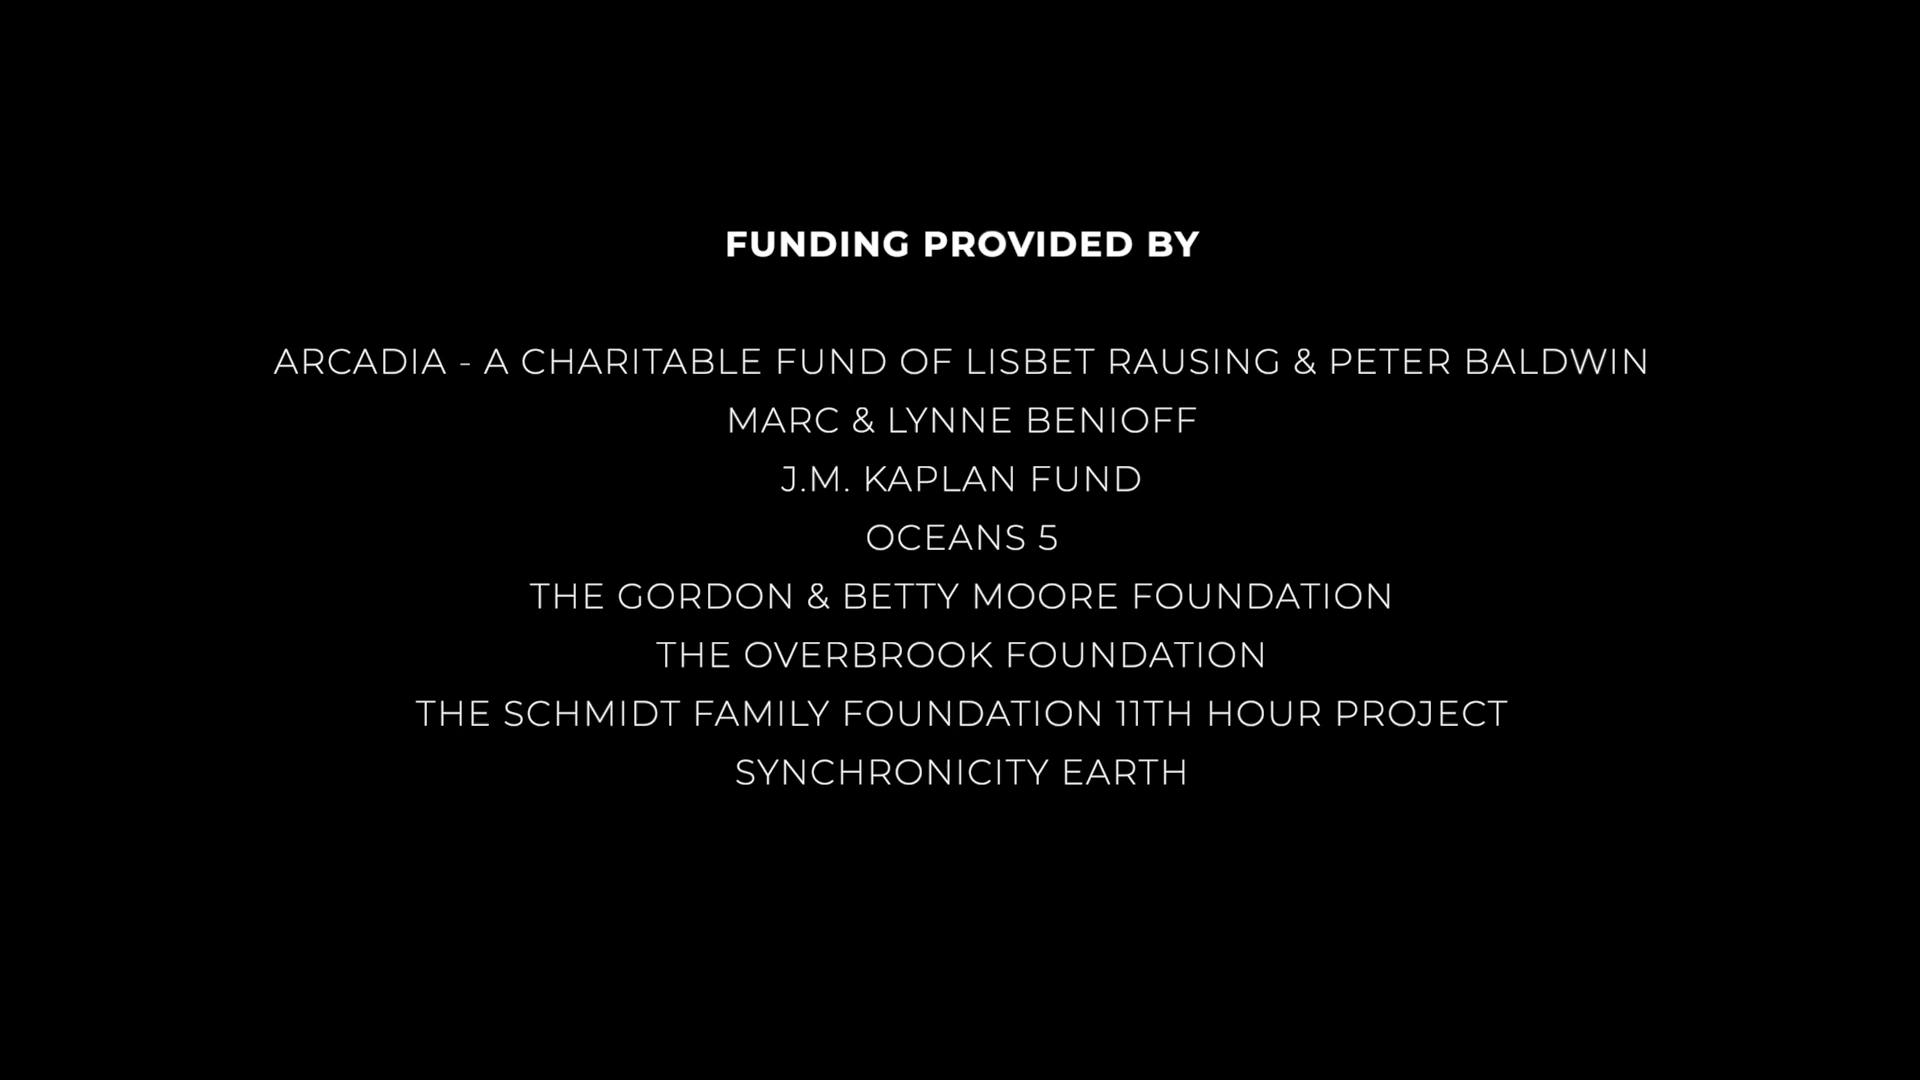 FUNDING PROVIDED BY
ARCADIA - A CHARITABLE FUND OF LISBET RAUSING & PETER BALDWIN
MARC & LYNNE BENIOFF
J.M. KAPLAN FUND
OCEANS 5
THE GORDON & BETTY MOORE FOUNDATION
THE OVERBROOK FOUNDATION
THE SCHMIDT FAMILY FOUNDATION 11TH HOUR PROJECT
SYNCHRONICITY EARTH